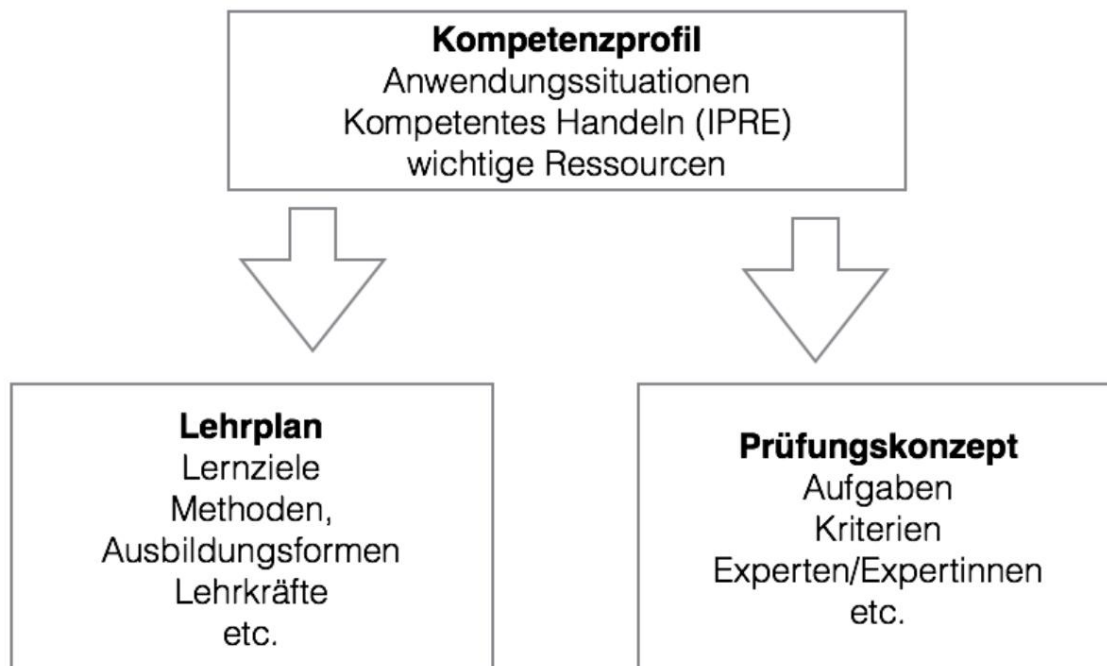 Kompetenzprofil
Anwendungssituationen
Kompetentes Handeln (IPRE)
wichtige Ressourcen
Lehrplan
Lernziele
Methoden,
Ausbildungsformen
Lehrkräfte
etc.
Prüfungskonzept
Aufgaben
Kriterien
Experten/Expertinnen
etc.